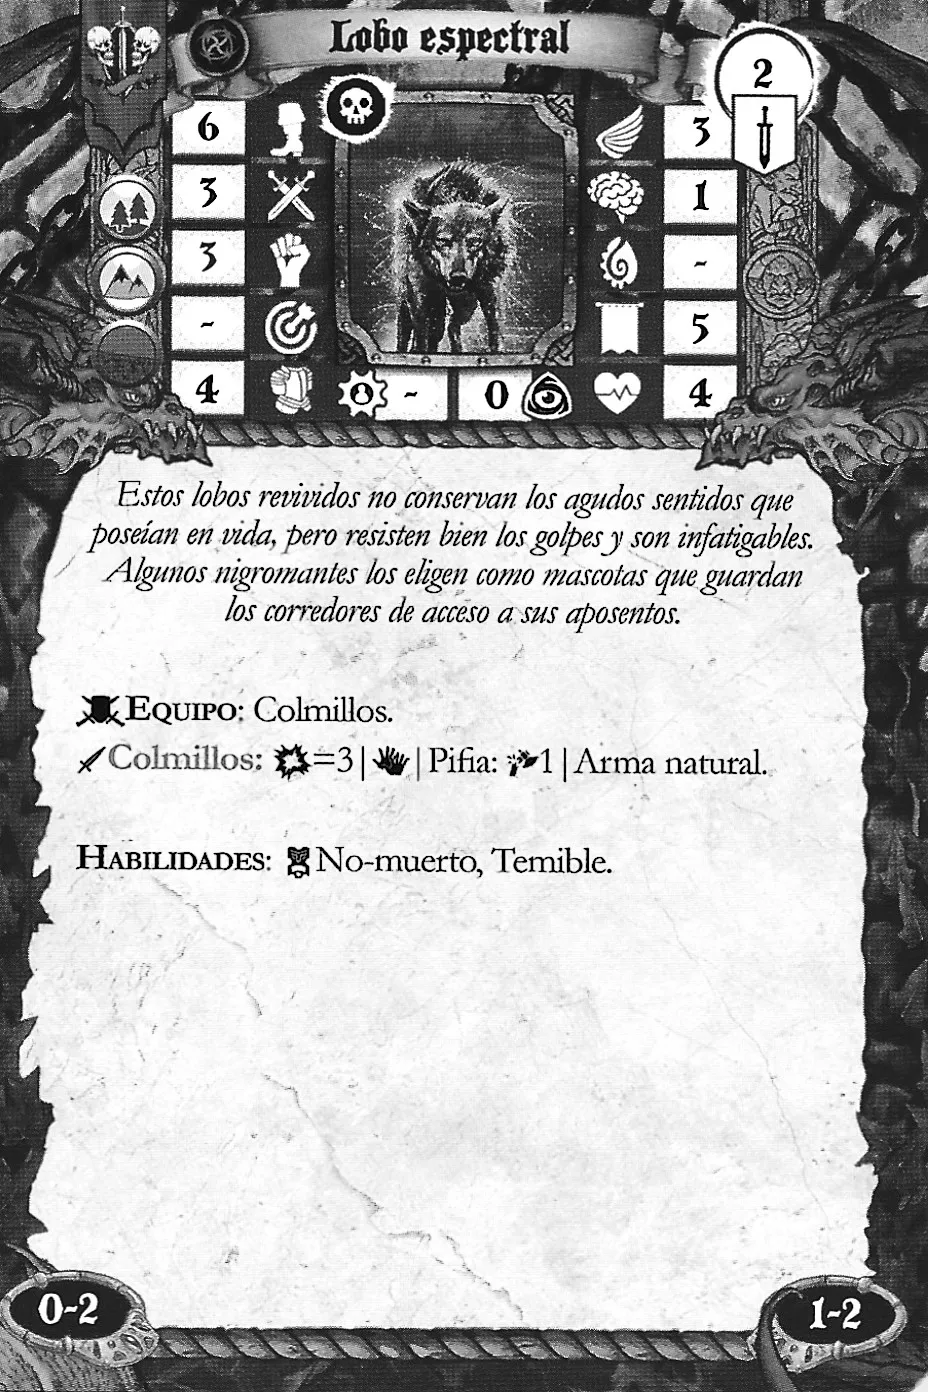 Lobo espectral
2
6
3
3
1
3
-
-
5
4
-
0
4
Estos lobos revividos no conservan los agudos sentidos que
poseían en vida, pero resisten bien los golpes y son infatigables.
Algunos nigromantes los eligen como mascotas que guardan
los corredores de acceso a sus aposentos.
EQUIPO: Colmillos.
Colmillos: =3 | | Pifia: 1 | Arma natural.
HABILIDADES: No-muerto, Temible.
0-2
1-2